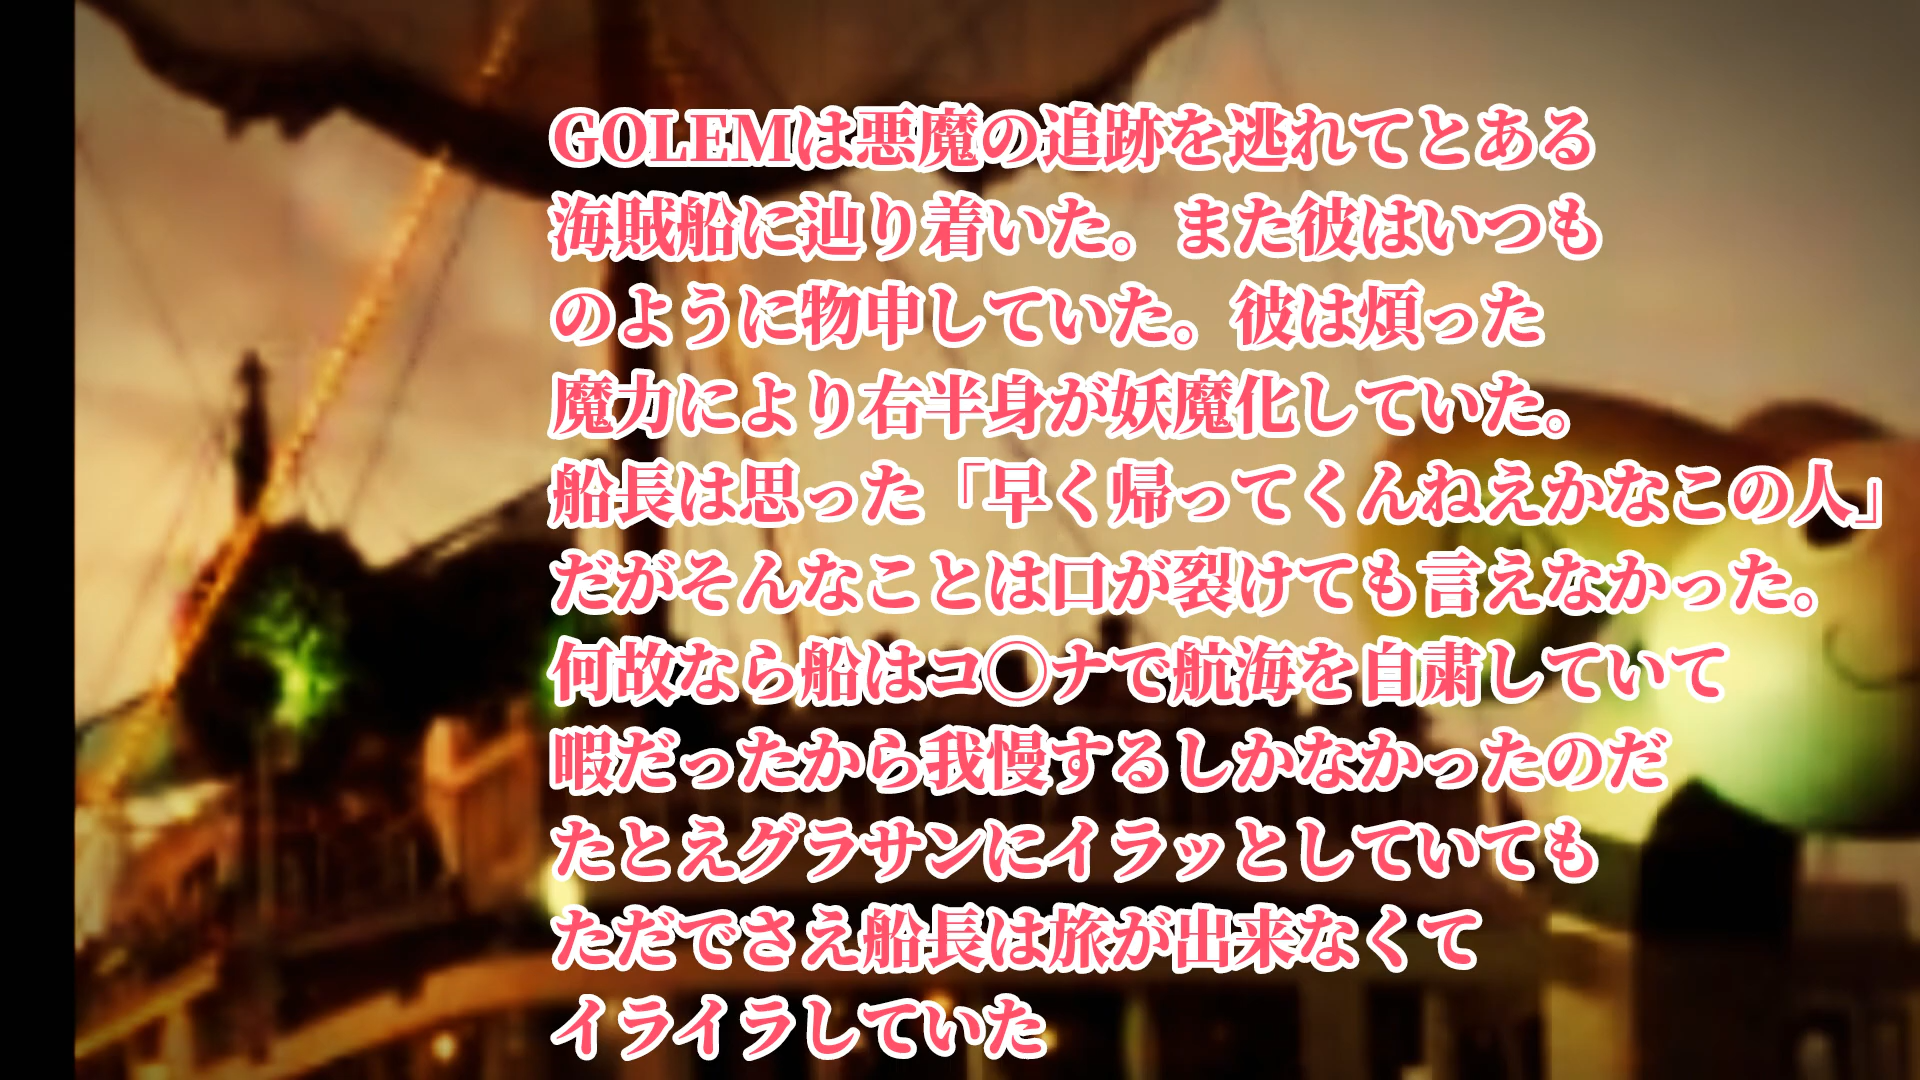 GOLEMは悪魔の追跡を逃れてとある
海賊船に辿り着いた。また彼はいつも
のように物申していた。彼は煩った
魔力により右半身が妖魔化していた。
船長は思った「早く帰ってくんねえかなこの人」
だがそんなことは口が裂けても言えなかった。
何故なら船はコ◯ナで航海を自粛していて
暇だったから我慢するしかなかったのだ
たとえグラサンにイラッとしていても
ただでさえ船長は旅が出来なくて
イライラしていた